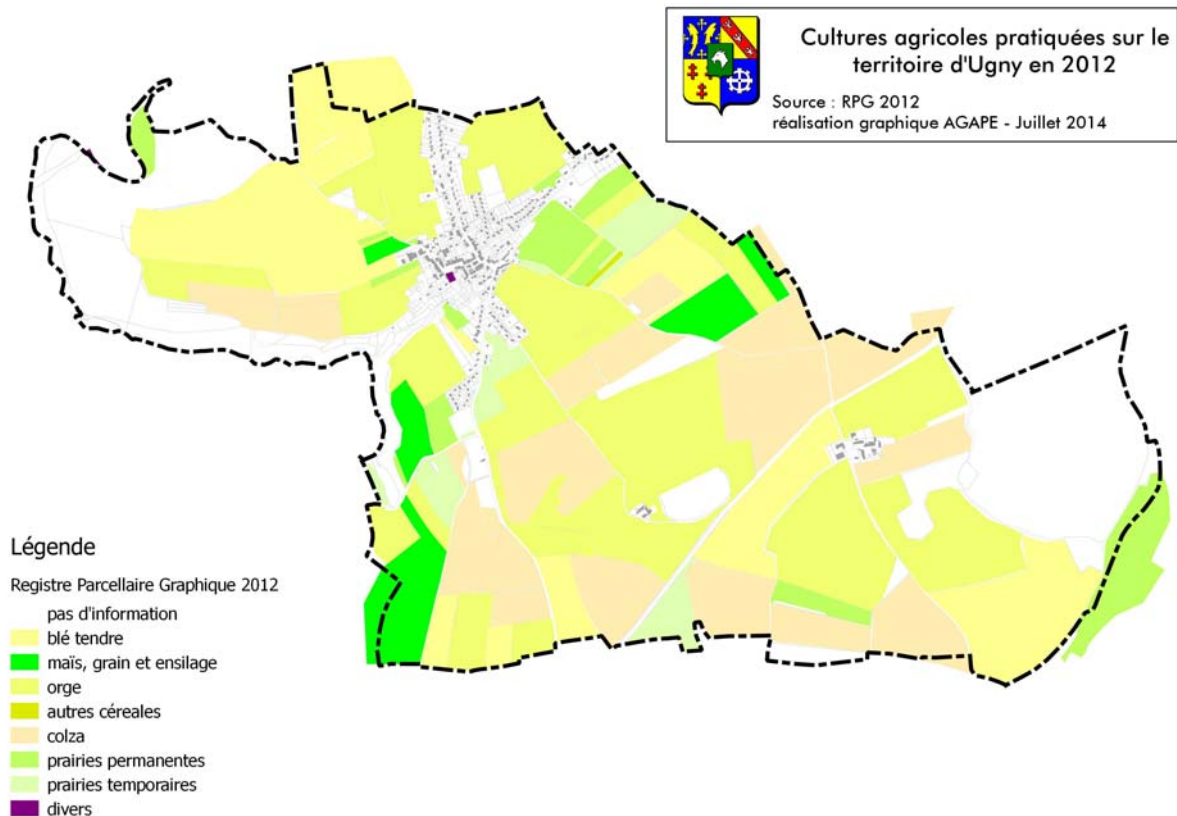 Cultures agricoles pratiquées sur le
territoire d'Ugny en 2012
Source : RPG 2012
réalisation graphique AGAPE - Juillet 2014
Légende
Registre Parcellaire Graphique 2012
pas d'information
blé tendre
maïs, grain et ensilage
orge
autres céreales
colza
prairies permanentes
prairies temporaires
divers